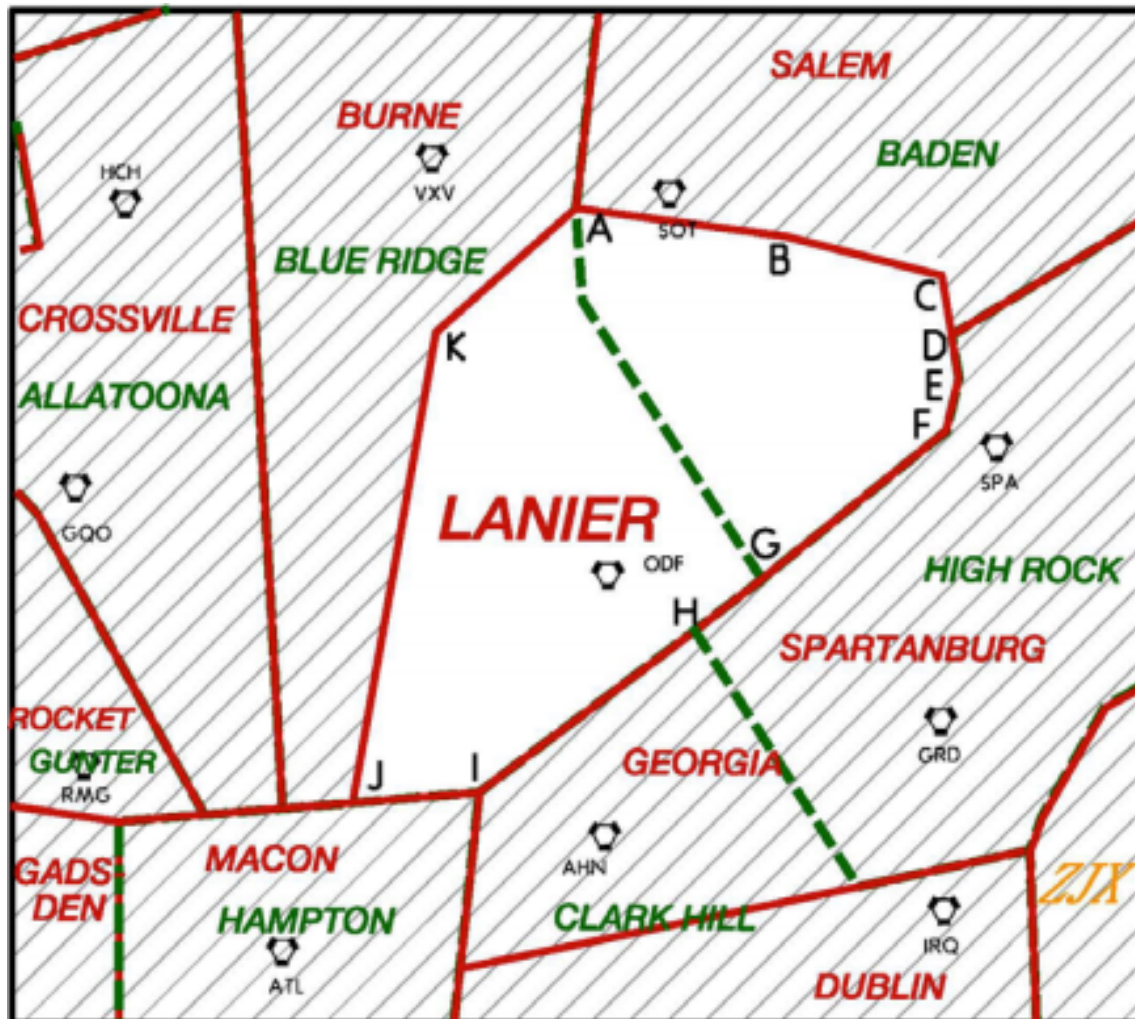 SALEM
BURNE
BADEN
HCH
VXV
SOT
A
B
BLUE RIDGE
C
CROSSVILLE
K
D
E
ALLATOONA
F
SPA
LANIER
GQO
G
ODF
HIGH ROCK
H
SPARTANBURG
ROCKET
GUNTER
RMG
GEORGIA
GRD
J
I
MACON
AHN
GADS
DEN
ZJX
HAMPTON
CLARK HILL
IRQ
ATL
DUBLIN